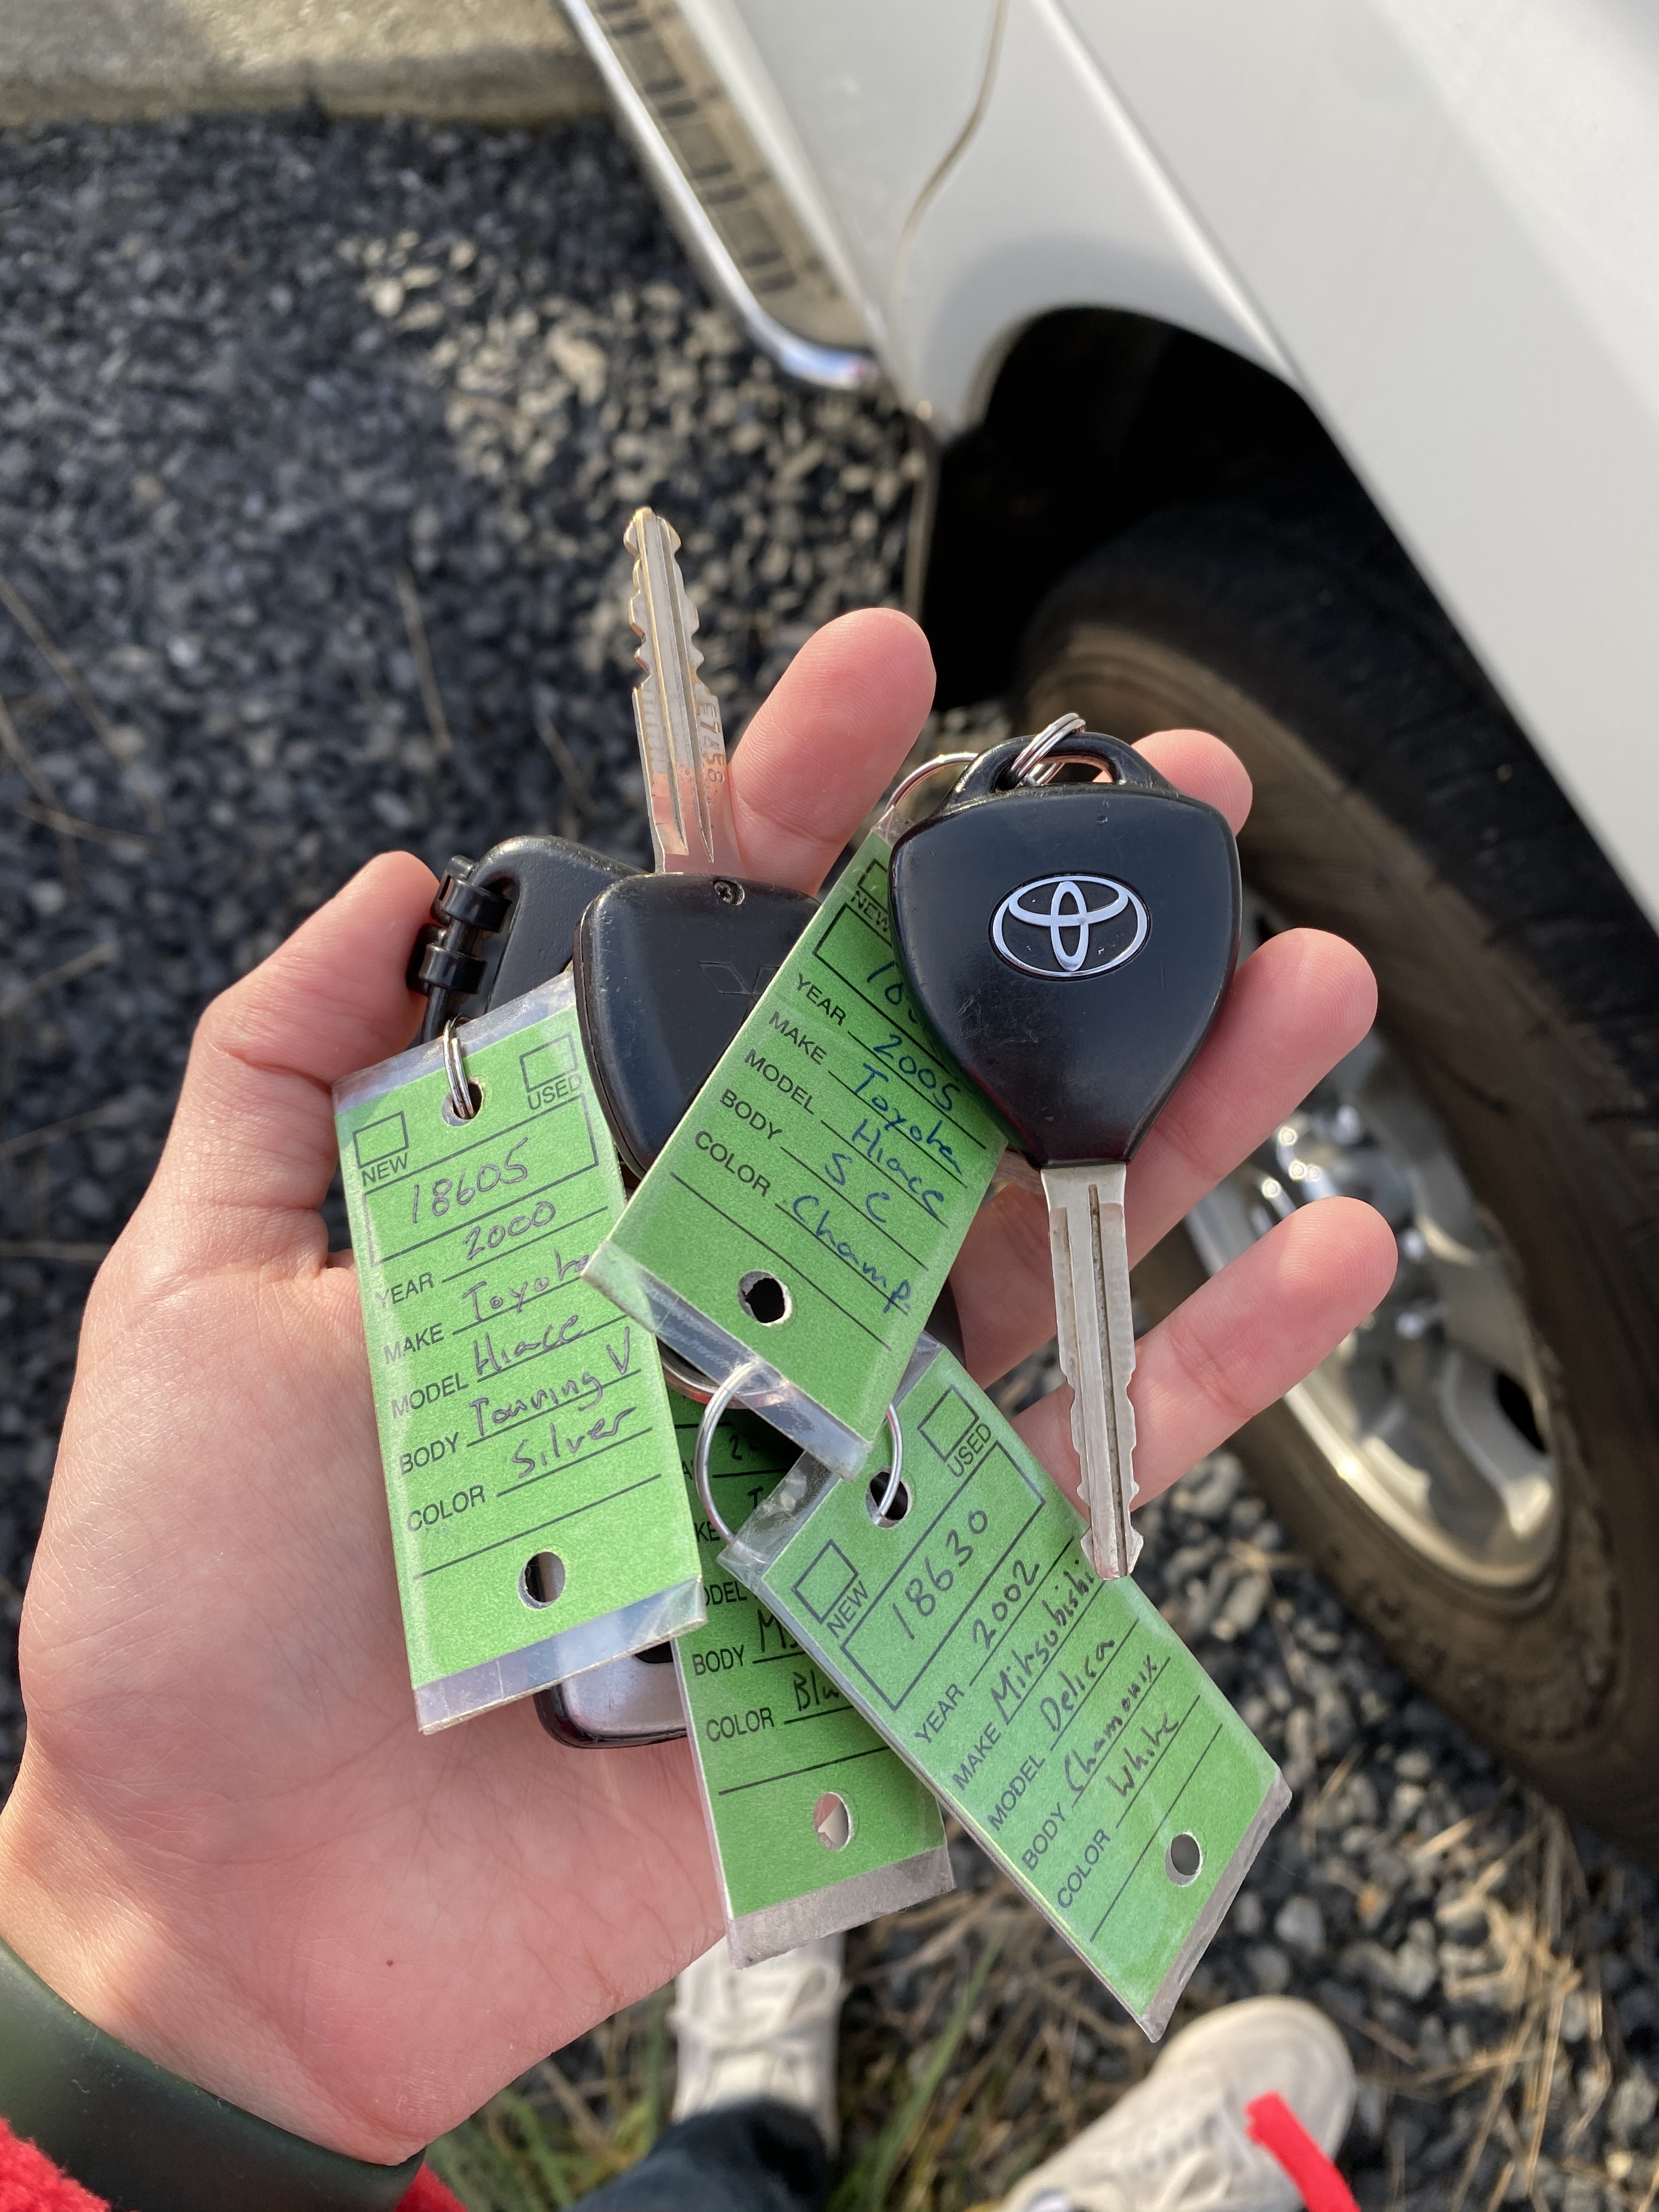 E7A58
NEW
USED
18605
YEAR 2000
MAKE Toyota
MODEL Hiace
BODY Touring V
COLOR Silver
NEW
YEAR 2005
MAKE Toyota
MODEL Hiace
BODY S C
COLOR Champ.
BODY
COLOR
NEW
USED
18630
YEAR 2002
MAKE Mitsubishi
MODEL Delica
BODY Chamonix
COLOR White